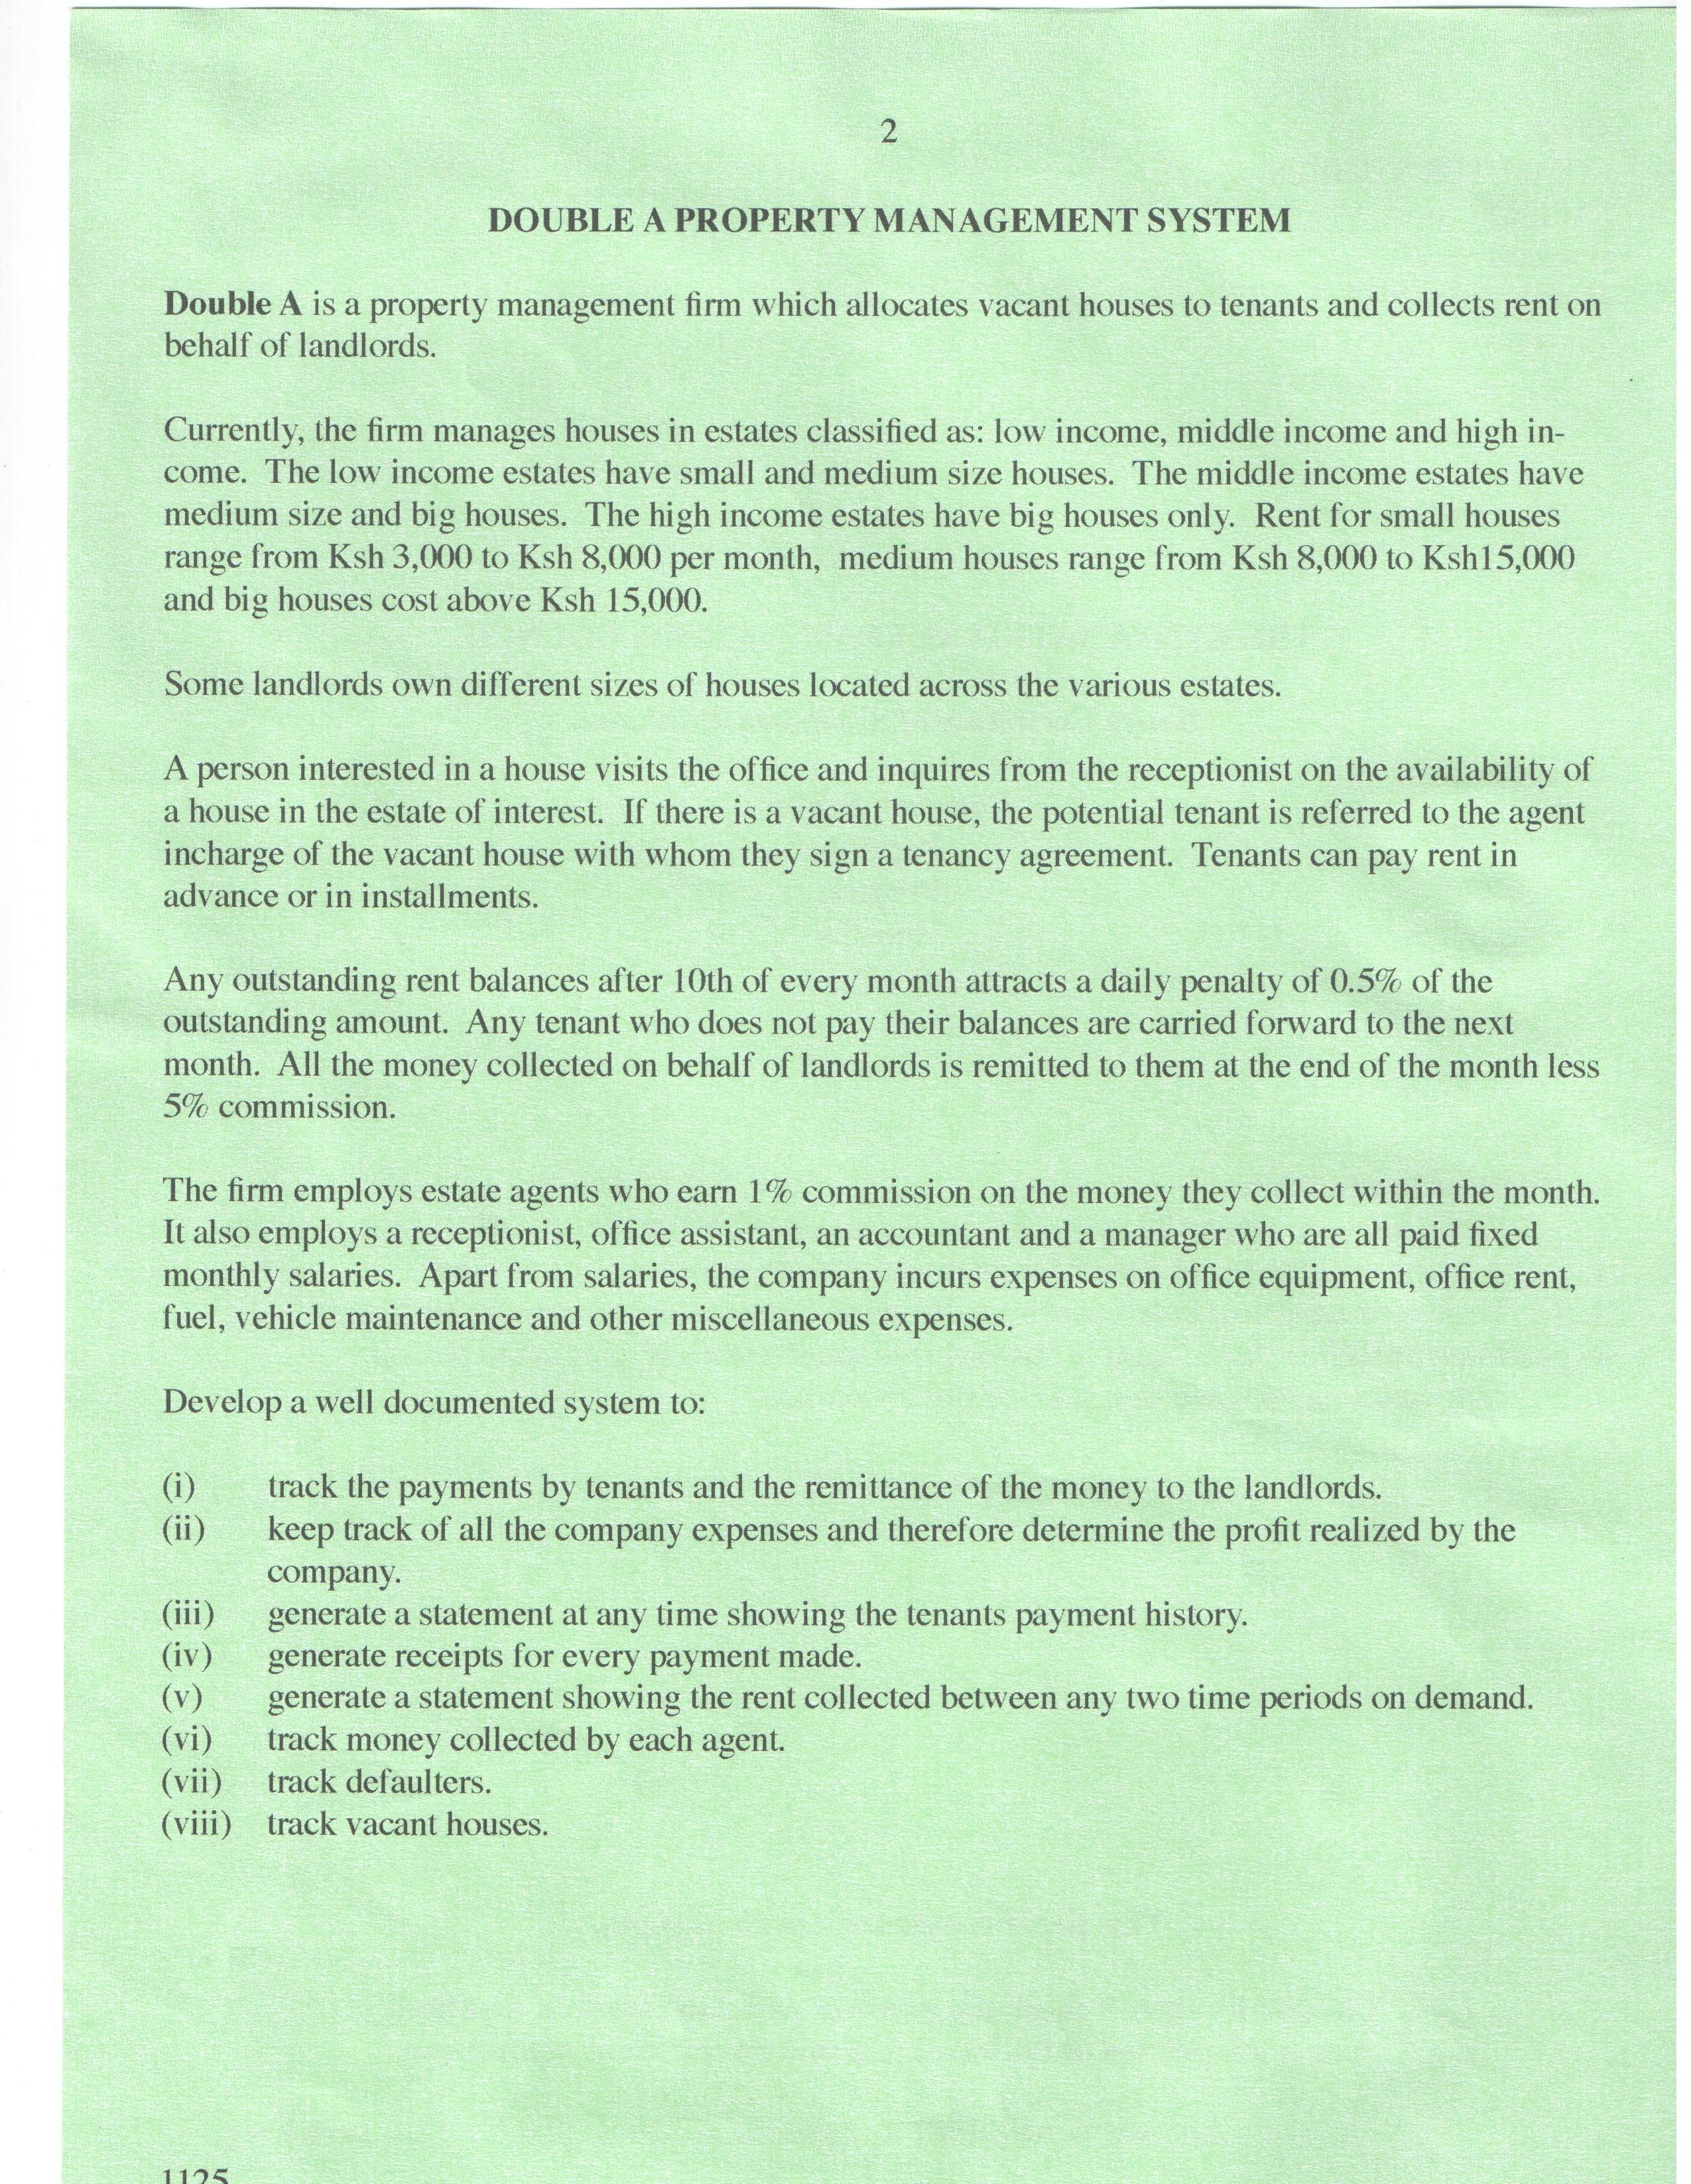 2
DOUBLE A PROPERTY MANAGEMENT SYSTEM
Double A is a property management firm which allocates vacant houses to tenants and collects rent on
behalf of landlords.
Currently, the firm manages houses in estates classified as: low income, middle income and high in-
come. The low income estates have small and medium size houses. The middle income estates have
medium size and big houses. The high income estates have big houses only. Rent for small houses
range from Ksh 3,000 to Ksh 8,000 per month, medium houses range from Ksh 8,000 to Ksh15,000
and big houses cost above Ksh 15,000.
Some landlords own different sizes of houses located across the various estates.
A person interested in a house visits the office and inquires from the receptionist on the availability of
a house in the estate of interest. If there is a vacant house, the potential tenant is referred to the agent
incharge of the vacant house with whom they sign a tenancy agreement. Tenants can pay rent in
advance or in installments.
Any outstanding rent balances after 10th of every month attracts a daily penalty of 0.5% of the
outstanding amount. Any tenant who does not pay their balances are carried forward to the next
month. All the money collected on behalf of landlords is remitted to them at the end of the month less
5% commission.
The firm employs estate agents who earn 1% commission on the money they collect within the month.
It also employs a receptionist, office assistant, an accountant and a manager who are all paid fixed
monthly salaries. Apart from salaries, the company incurs expenses on office equipment, office rent,
fuel, vehicle maintenance and other miscellaneous expenses.
Develop a well documented system to:
(i) track the payments by tenants and the remittance of the money to the landlords.
(ii) keep track of all the company expenses and therefore determine the profit realized by the
company.
(iii) generate a statement at any time showing the tenants payment history.
(iv) generate receipts for every payment made.
(v) generate a statement showing the rent collected between any two time periods on demand.
(vi) track money collected by each agent.
(vii) track defaulters.
(viii) track vacant houses.
1125